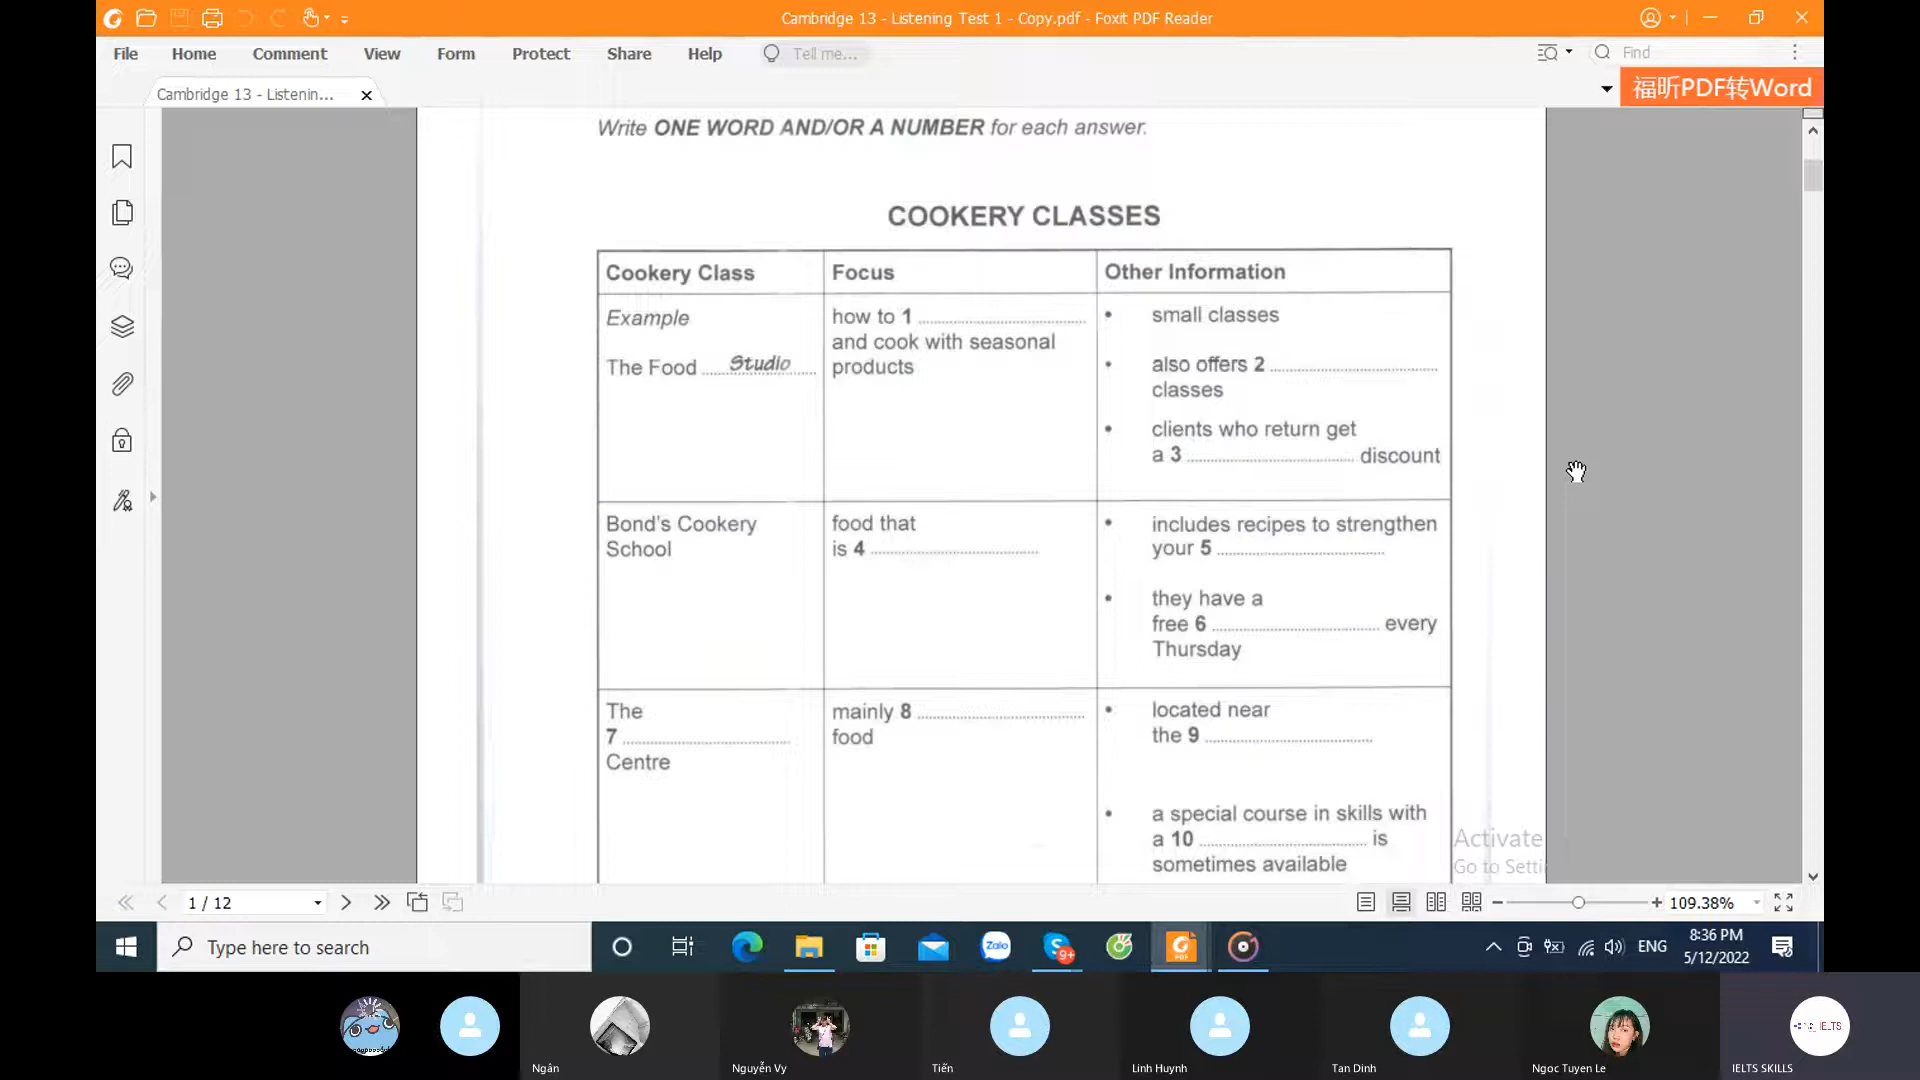 Cambridge 13 - Listening Test 1 - Copy.pdf - Foxit PDF Reader
File Home Comment View Form Protect Share Help Tell me... Find
Cambridge 13 - Listenin...
福昕PDF转Word
Write ONE WORD AND/OR A NUMBER for each answer.
COOKERY CLASSES
Cookery Class Focus Other Information
Example
The Food Studio
how to 1
and cook with seasonal
products
• small classes
• also offers 2
classes
• clients who return get
a 3 discount
Bond's Cookery
School
food that
is 4
• includes recipes to strengthen
your 5
• they have a
free 6 every
Thursday
The
7
Centre
mainly 8
food
• located near
the 9
• a special course in skills with
a 10 is
sometimes available
Activate
Go to Setti
1 / 12
109.38%
Type here to search
Zalo
9+
PDF
ENG
8:36 PM
5/12/2022
Ngân
Nguyễn Vy
Tiến
Linh Huynh
Tan Dinh
Ngoc Tuyen Le
IELTS
IELTS SKILLS